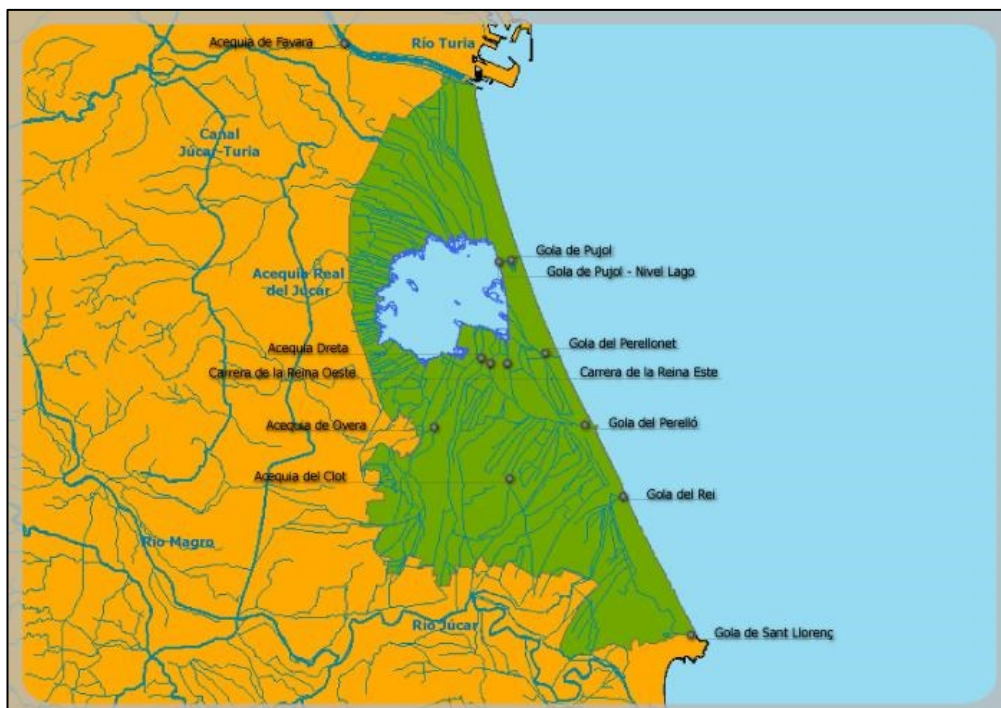 Acequia de Favara
Río Turia
Canal
Júcar-Turia
Gola de Pujol
Gola de Pujol - Nivel Lago
Acequia Real
del Júcar
Acequia Dreta
Gola del Perellonet
Carrera de la Reina Oeste
Carrera de la Reina Este
Acequia de Overa
Gola del Perelló
Acequia del Clot
Gola del Rei
Río Magro
Río Júcar
Gola de Sant Llorenç